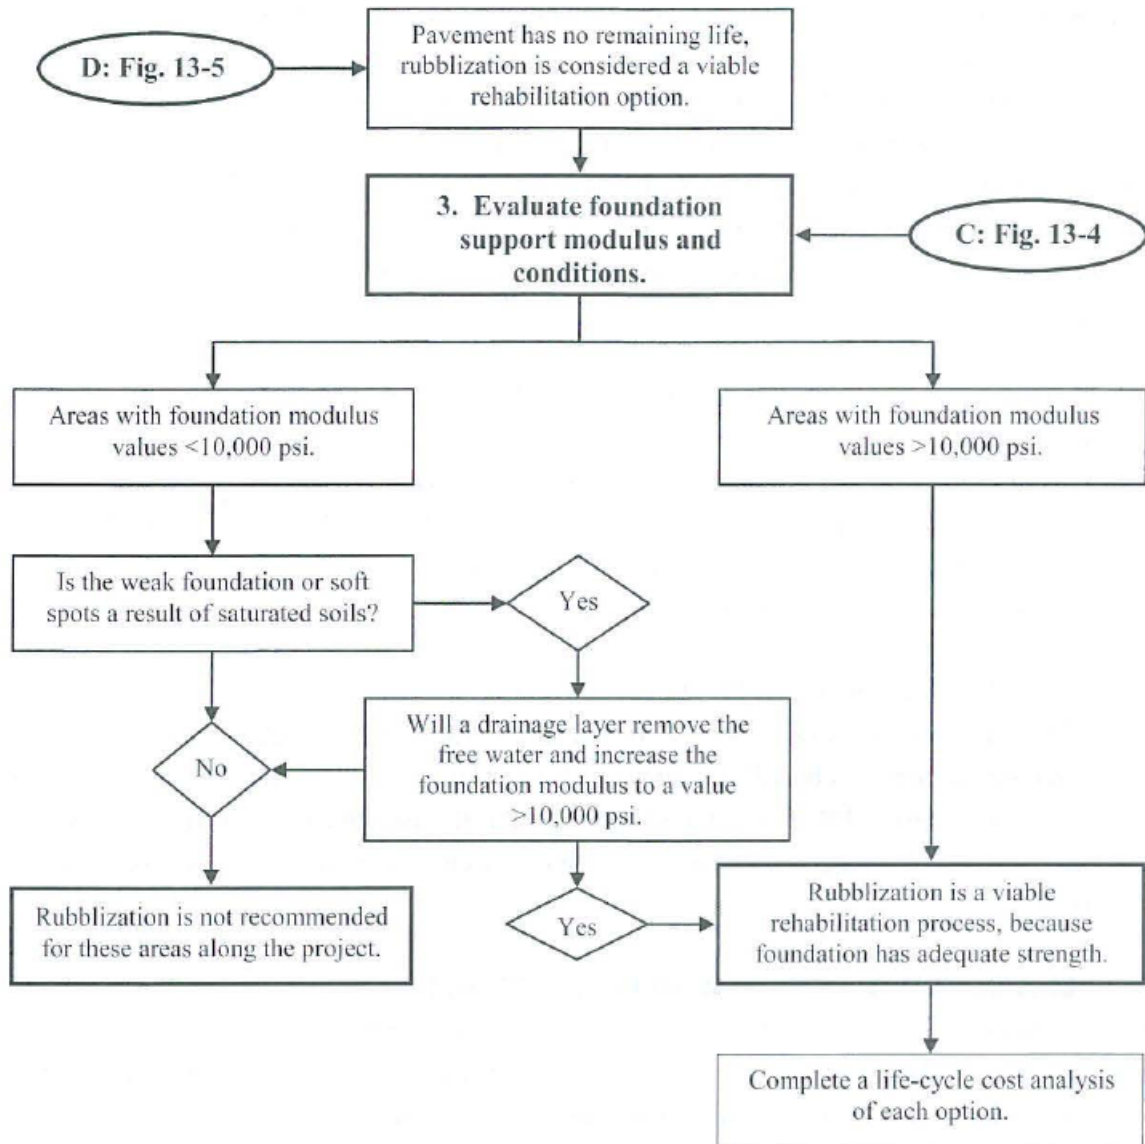 Pavement has no remaining life,
rubblization is considered a viable
rehabilitation option.
D: Fig. 13-5
3. Evaluate foundation
support modulus and
conditions.
C: Fig. 13-4
Areas with foundation modulus
values <10,000 psi.
Areas with foundation modulus
values >10,000 psi.
Is the weak foundation or soft
spots a result of saturated soils?
Yes
Will a drainage layer remove the
free water and increase the
foundation modulus to a value
>10,000 psi.
No
Yes
Rubblization is not recommended
for these areas along the project.
Rubblization is a viable
rehabilitation process, because
foundation has adequate strength.
Complete a life-cycle cost analysis
of each option.